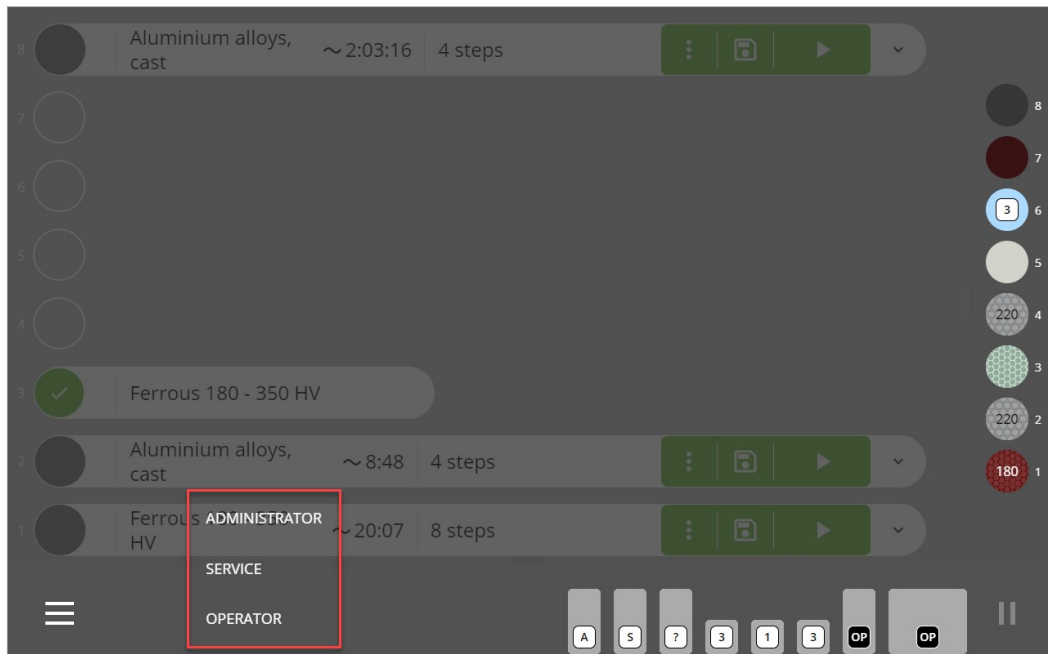 8 Aluminium alloys, cast ~ 2:03:16 4 steps
7
6
5
4
3 Ferrous 180 - 350 HV
2 Aluminium alloys, cast ~ 8:48 4 steps
1 Ferrous HV ~ 20:07 8 steps
ADMINISTRATOR
SERVICE
OPERATOR
8
7
3 6
5
220 4
3
220 2
180 1
A S ? 3 1 3 OP OP